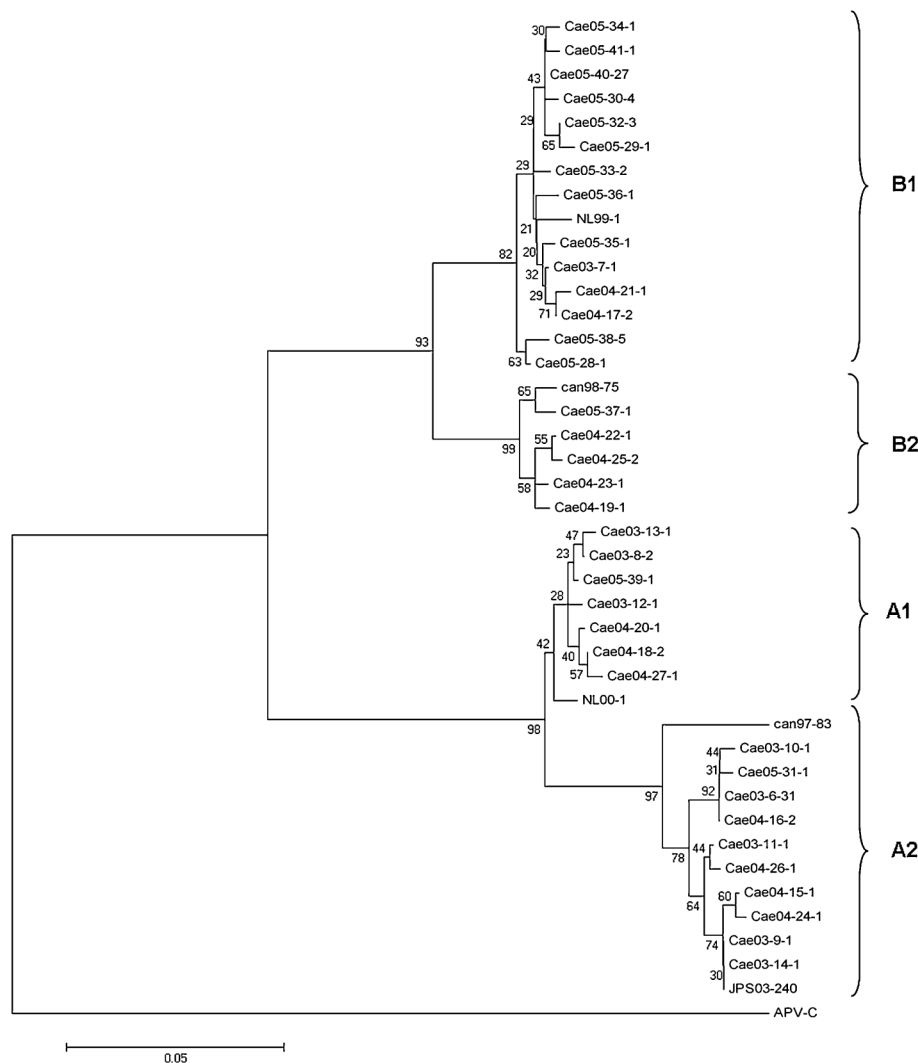 Cae05-34-1
30
Cae05-41-1
43
Cae05-40-27
Cae05-30-4
29
Cae05-32-3
65
Cae05-29-1
29
Cae05-33-2
B1
Cae05-36-1
NL99-1
21
Cae05-35-1
20
82
Cae03-7-1
32
Cae04-21-1
29
Cae04-17-2
71
Cae05-38-5
93
63
Cae05-28-1
can98-75
65
Cae05-37-1
Cae04-22-1
55
B2
99
Cae04-25-2
Cae04-23-1
58
Cae04-19-1
Cae03-13-1
47
23
Cae03-8-2
Cae05-39-1
28
Cae03-12-1
A1
Cae04-20-1
42
40
Cae04-18-2
57
Cae04-27-1
NL00-1
98
can97-83
44
Cae03-10-1
31
Cae05-31-1
97
92
Cae03-6-31
Cae04-16-2
44
Cae03-11-1
A2
78
Cae04-26-1
60
Cae04-15-1
64
Cae04-24-1
74
Cae03-9-1
Cae03-14-1
30
JPS03-240
APV-C
0.05